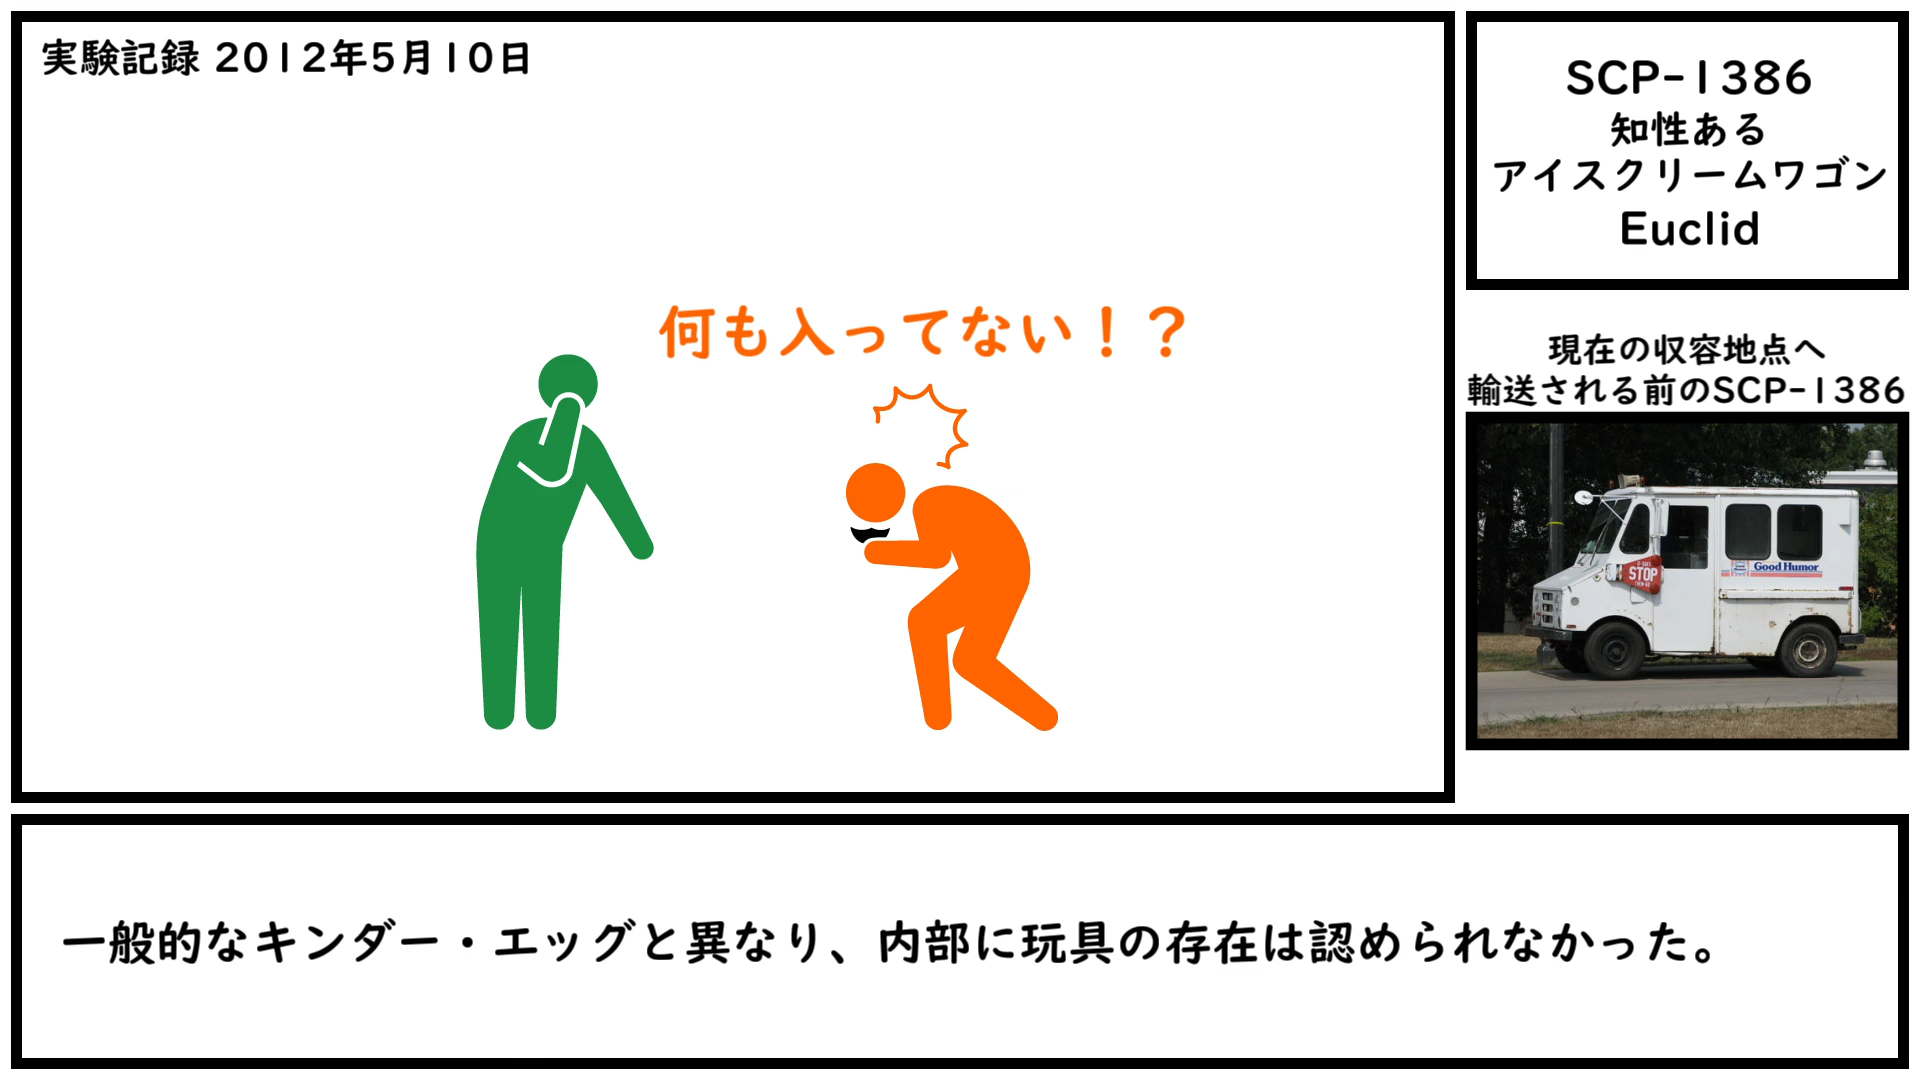 実験記録 2012年5月10日
何も入ってない！？
SCP-1386
知性ある
アイスクリームワゴン
Euclid
現在の収容地点へ
輸送される前のSCP-1386
STOP
Good Humor
一般的なキンダー・エッグと異なり、内部に玩具の存在は認められなかった。